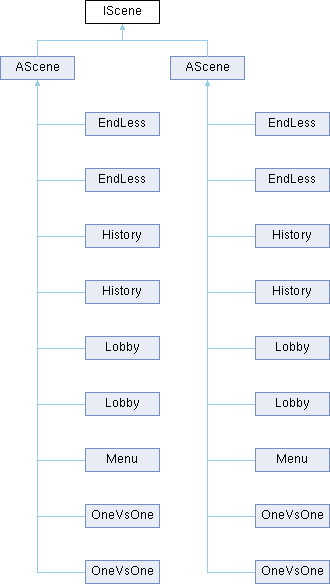 IScene
AScene AScene
EndLess EndLess
EndLess EndLess
History History
History History
Lobby Lobby
Lobby Lobby
Menu Menu
OneVsOne OneVsOne
OneVsOne OneVsOne